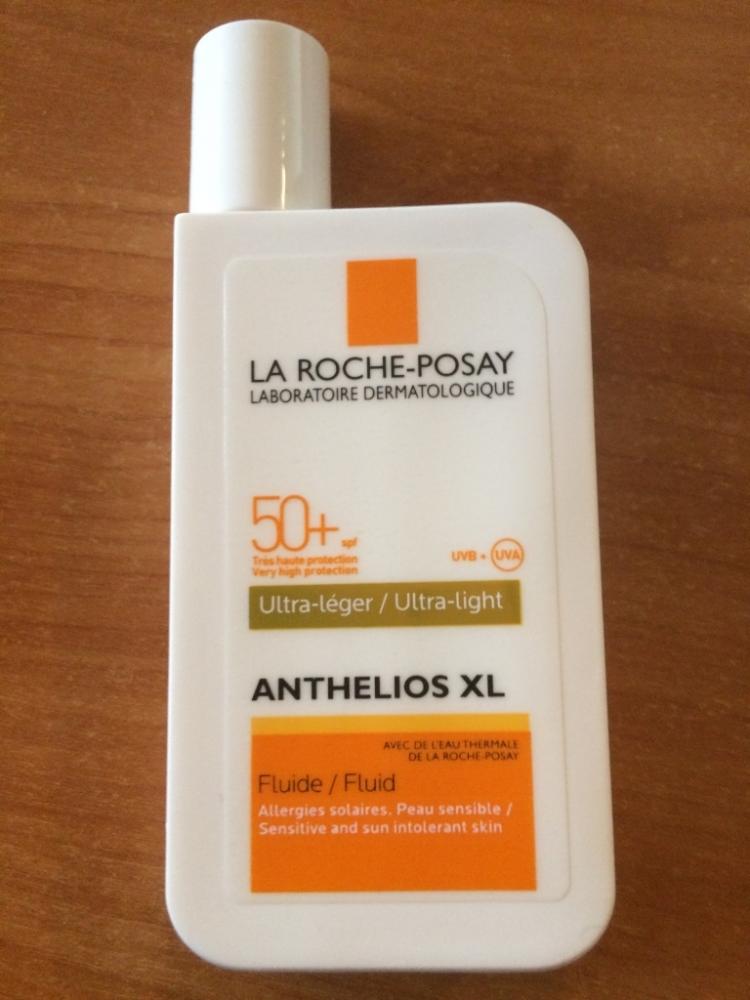 LA ROCHE-POSAY
LABORATOIRE DERMATOLOGIQUE
50+ spf
Très haute protection
Very high protection
UVB + UVA
Ultra-léger / Ultra-light
ANTHELIOS XL
AVEC DE L'EAU THERMALE
DE LA ROCHE-POSAY
Fluide / Fluid
Allergies solaires. Peau sensible /
Sensitive and sun intolerant skin